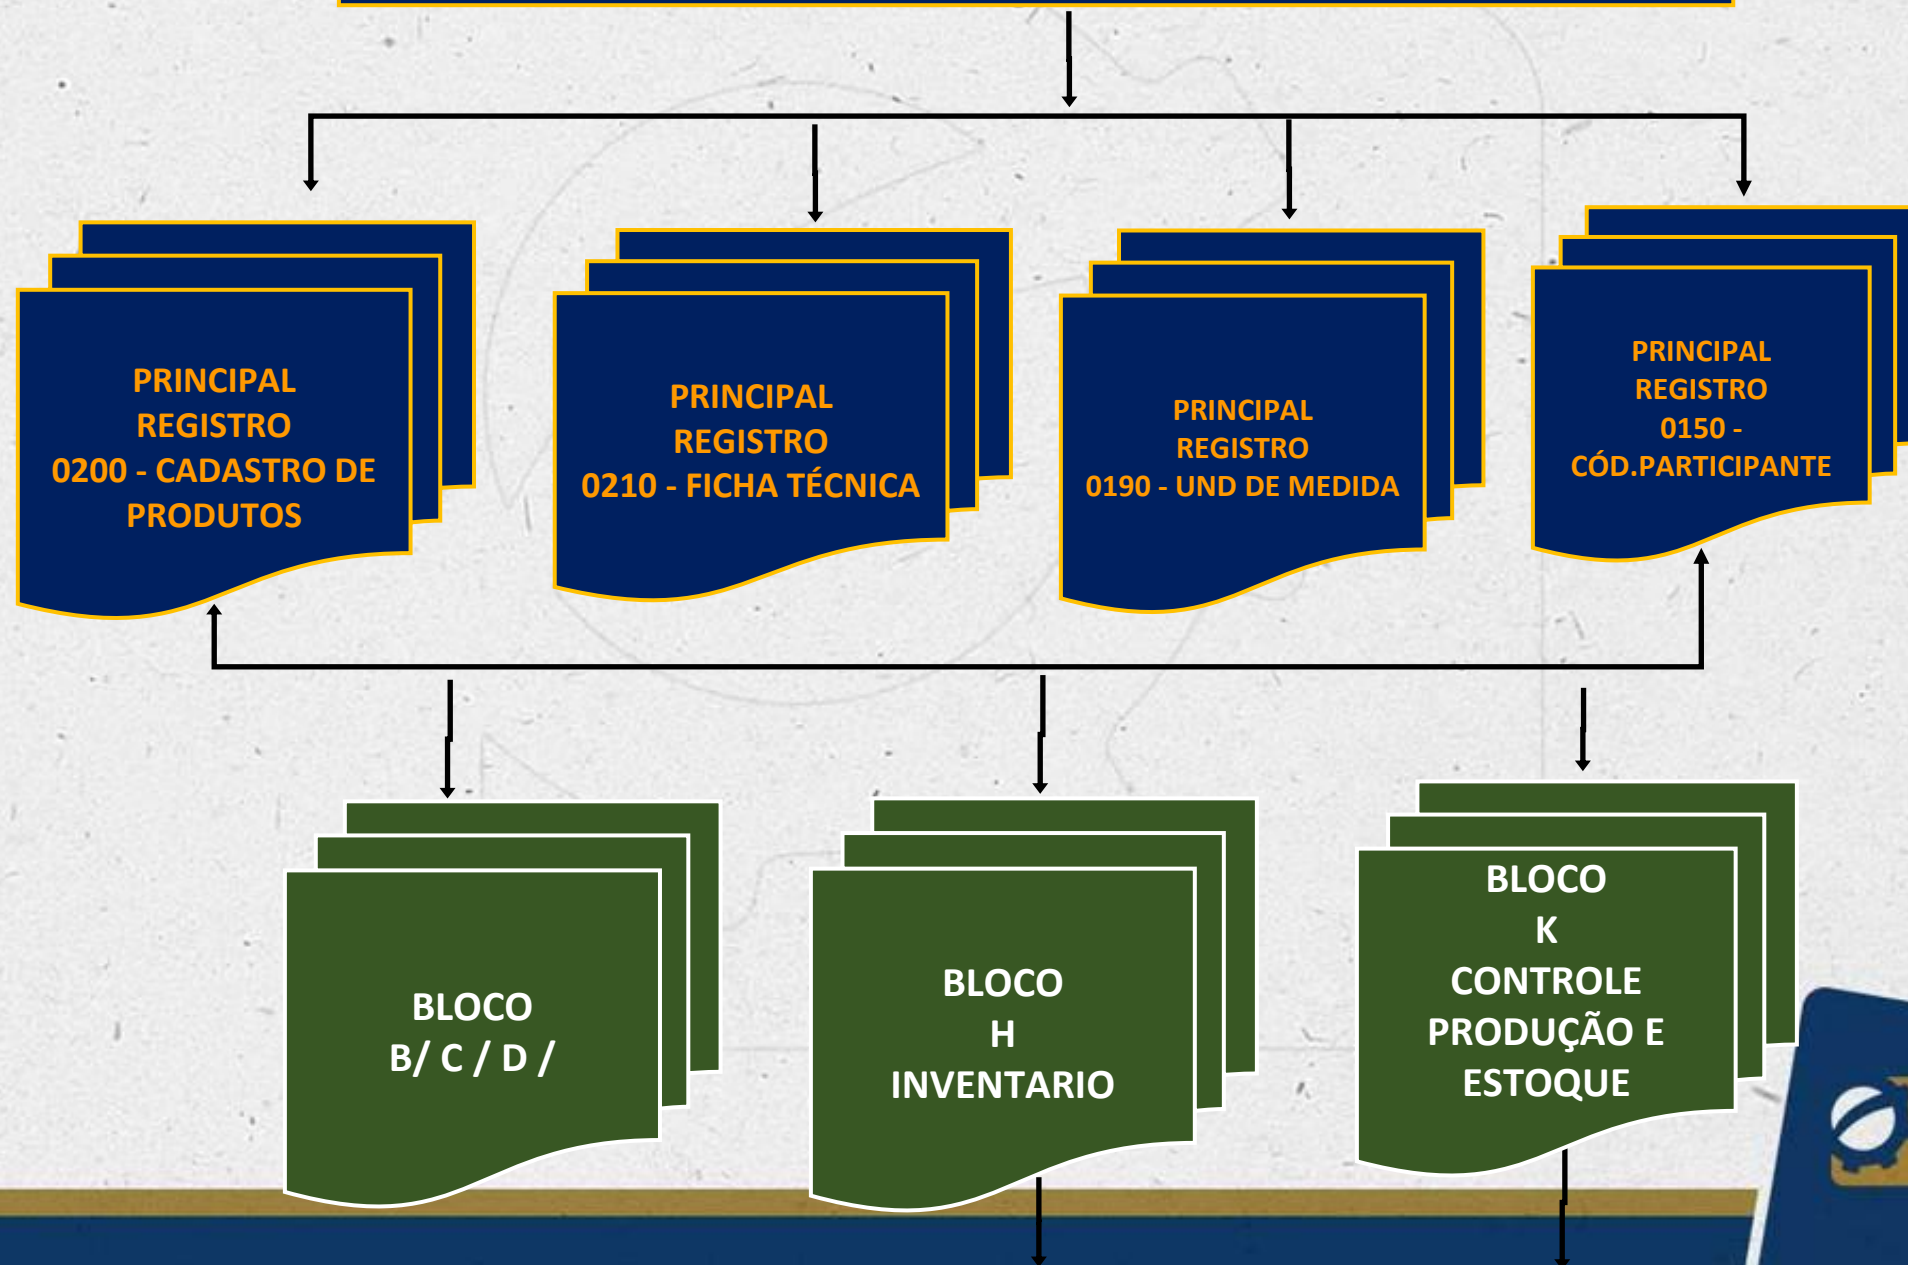 PRINCIPAL
REGISTRO
0200 - CADASTRO DE
PRODUTOS
PRINCIPAL
REGISTRO
0210 - FICHA TÉCNICA
PRINCIPAL
REGISTRO
0190 - UND DE MEDIDA
PRINCIPAL
REGISTRO
0150 -
CÓD.PARTICIPANTE
BLOCO
B/ C / D /
BLOCO
H
INVENTARIO
BLOCO
K
CONTROLE
PRODUÇÃO E
ESTOQUE